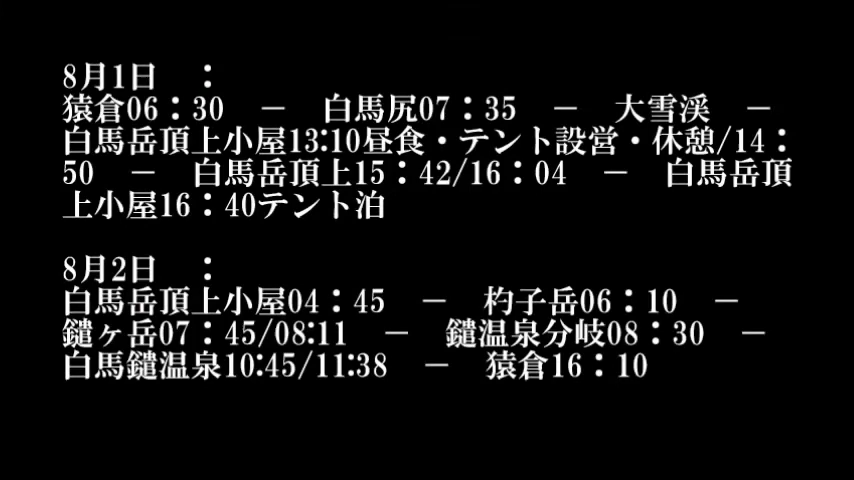 8月1日　：
猿倉06：30　－　白馬尻07：35　－　大雪渓　－
白馬岳頂上小屋13:10昼食・テント設営・休憩/14：
50　－　白馬岳頂上15：42/16：04　－　白馬岳頂
上小屋16：40テント泊
8月2日　：
白馬岳頂上小屋04：45　－　杓子岳06：10　－
鑓ヶ岳07：45/08:11　－　鑓温泉分岐08：30　－
白馬鑓温泉10:45/11:38　－　猿倉16：10